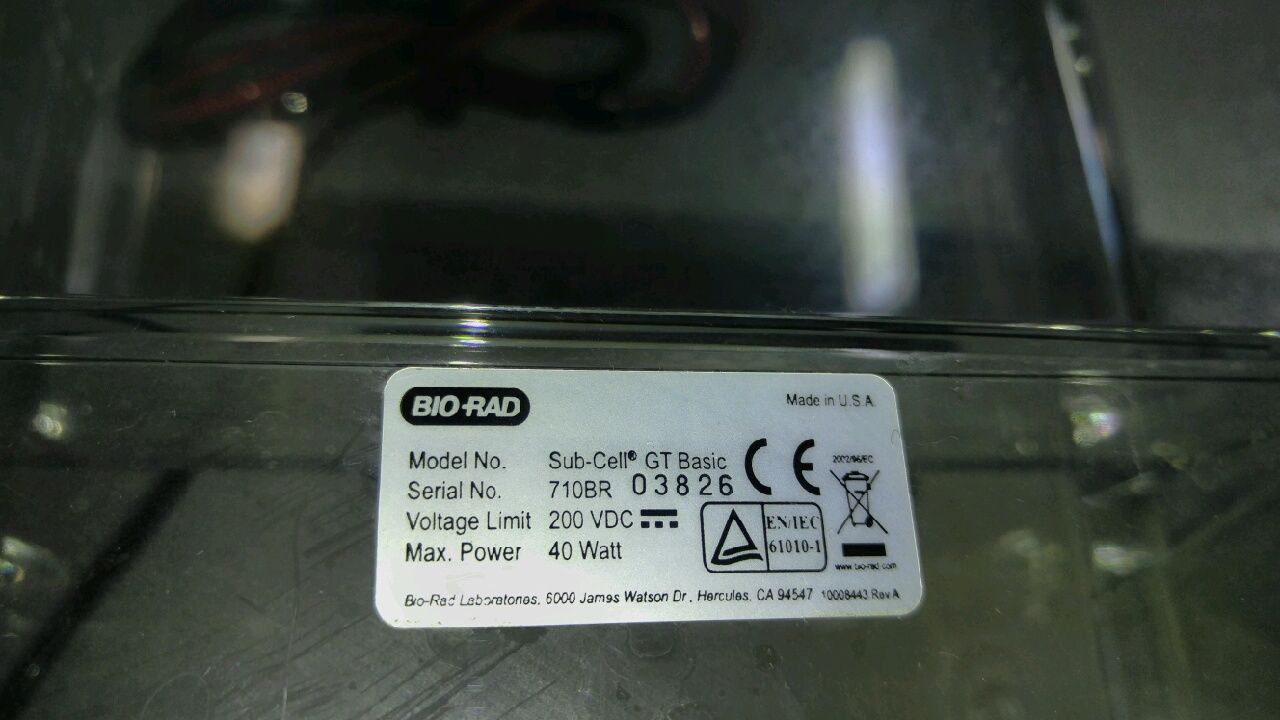 BIO-RAD
Made in U.S.A.
Model No. Sub-Cell® GT Basic
Serial No. 710BR 03826
Voltage Limit 200 VDC
Max. Power 40 Watt
CE
2002/96/EC
EN/IEC
61010-1
www.bio-rad.com
Bio-Rad Laboratories, 6000 James Watson Dr., Hercules, CA 94547 10008443 Rev A